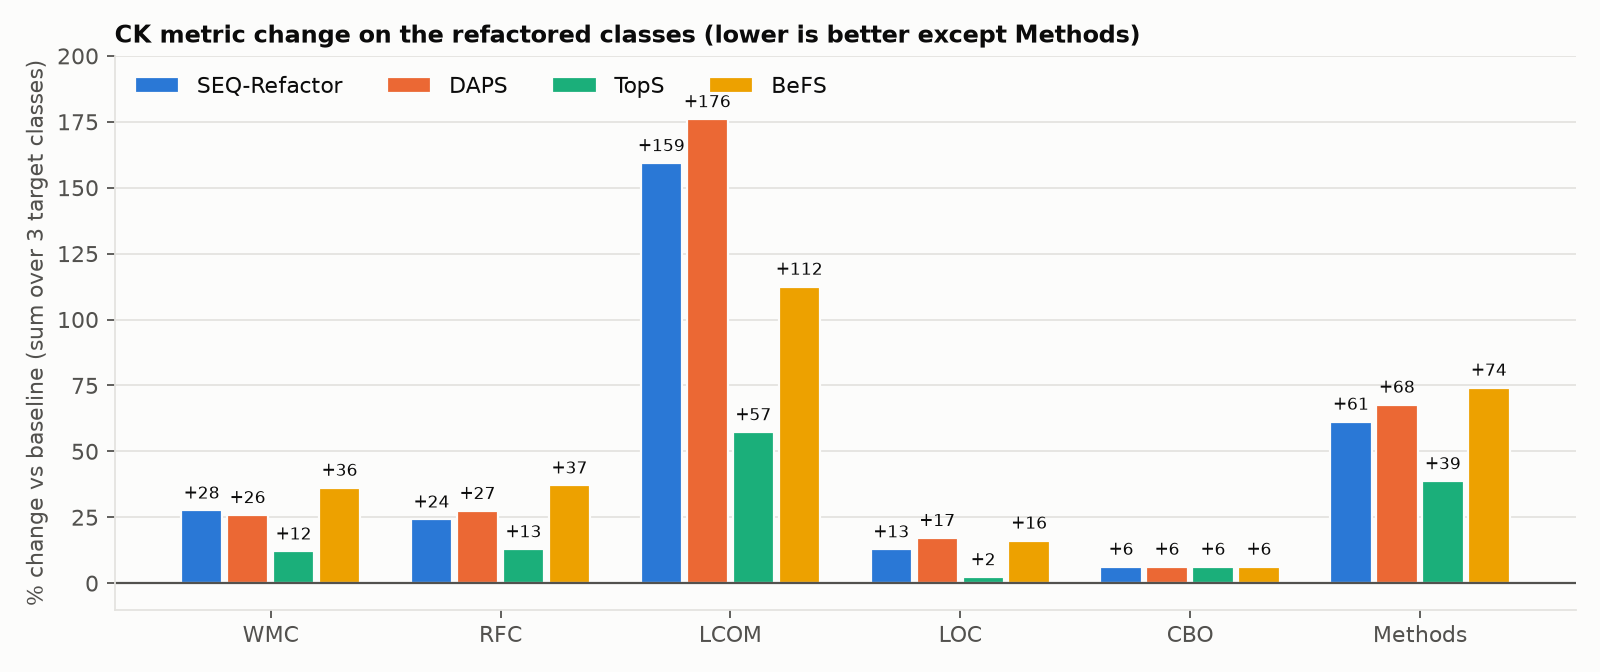 CK metric change on the refactored classes (lower is better except Methods)
% change vs baseline (sum over 3 target classes)
200
175
150
125
100
75
50
25
0
SEQ-Refactor DAPS TopS BeFS
+28 +26 +12 +36
+24 +27 +13 +37
+159 +176 +57 +112
+13 +17 +2 +16
+6 +6 +6 +6
+61 +68 +39 +74
WMC RFC LCOM LOC CBO Methods